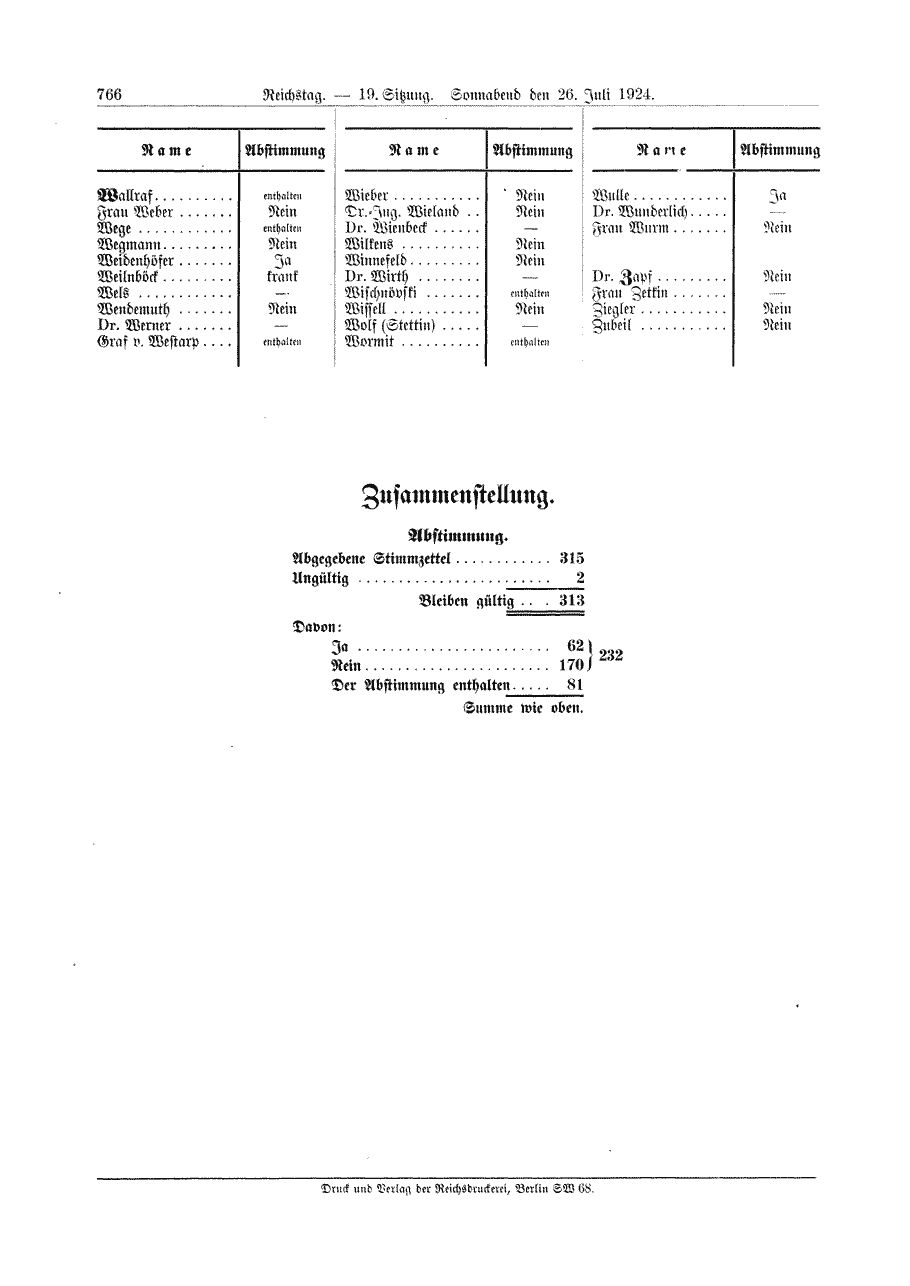 766 Reichstag. — 19. Sitzung. Sonnabend den 26. Juli 1924.
Name Abstimmung
Wallraf.......... enthalten
Frau Weber ....... Nein
Wege ............ enthalten
Wegmann......... Nein
Weidenhöfer ....... Ja
Weilnböck ......... krank
Wels ............ —
Wendemuth ....... Nein
Dr. Werner ....... —
Graf v. Westarp .... enthalten
Name Abstimmung
Wieber ........... Nein
Dr.-Ing. Wieland .. Nein
Dr. Wienbeck ...... —
Wilkens .......... Nein
Winnefeld......... Nein
Dr. Wirth ........ —
Wischnövski ....... enthalten
Wissell ........... Nein
Wolf (Stettin) ..... —
Wormit .......... enthalten
Name Abstimmung
Wulle............ Ja
Dr. Wunderlich..... —
Frau Wurm....... Nein
Dr. Zapf ......... Nein
Frau Zetkin ....... —
Ziegler ........... Nein
Zubeil ........... Nein
Zusammenstellung.
Abstimmung.
Abgegebene Stimmzettel ............ 315
Ungültig ........................ 2
Bleiben gültig ... 313
Davon:
Ja ........................ 62
Nein....................... 170 } 232
Der Abstimmung enthalten..... 81
Summe wie oben.
Druck und Verlag der Reichsdruckerei, Berlin SW 68.